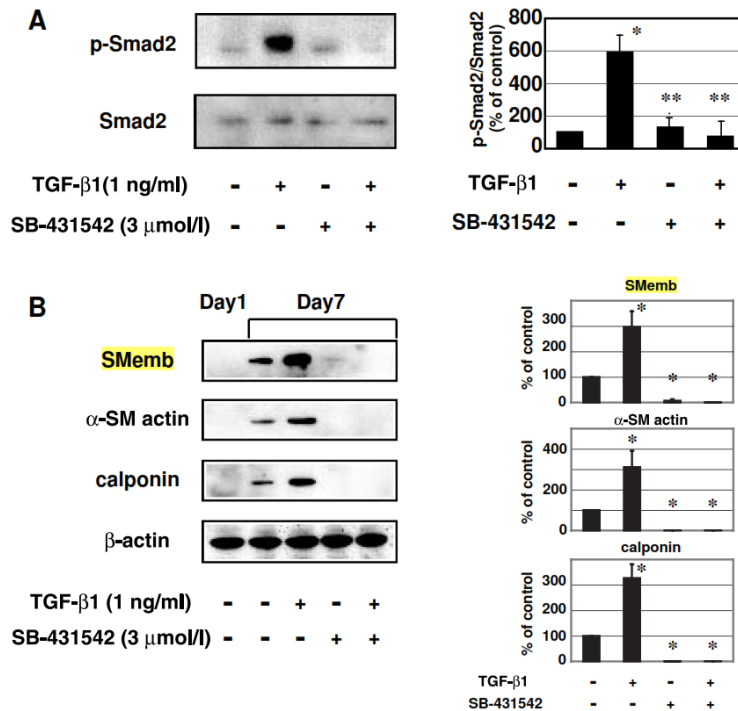 A
p-Smad2
Smad2
TGF-β1(1 ng/ml) - + - +
SB-431542 (3 μmol/l) - - + +
p-Smad2/Smad2
(% of control)
800
600
400
200
0
*
**
**
TGF-β1 - + - +
SB-431542 - - + +
B
Day1 Day7
SMemb
α-SM actin
calponin
β-actin
TGF-β1 (1 ng/ml) - - + - +
SB-431542 (3 μmol/l) - - - + +
SMemb
% of control
300
200
100
0
*
*
*
α-SM actin
% of control
400
200
0
*
*
*
calponin
% of control
300
200
100
0
*
*
*
TGF-β1 - + - +
SB-431542 - - + +